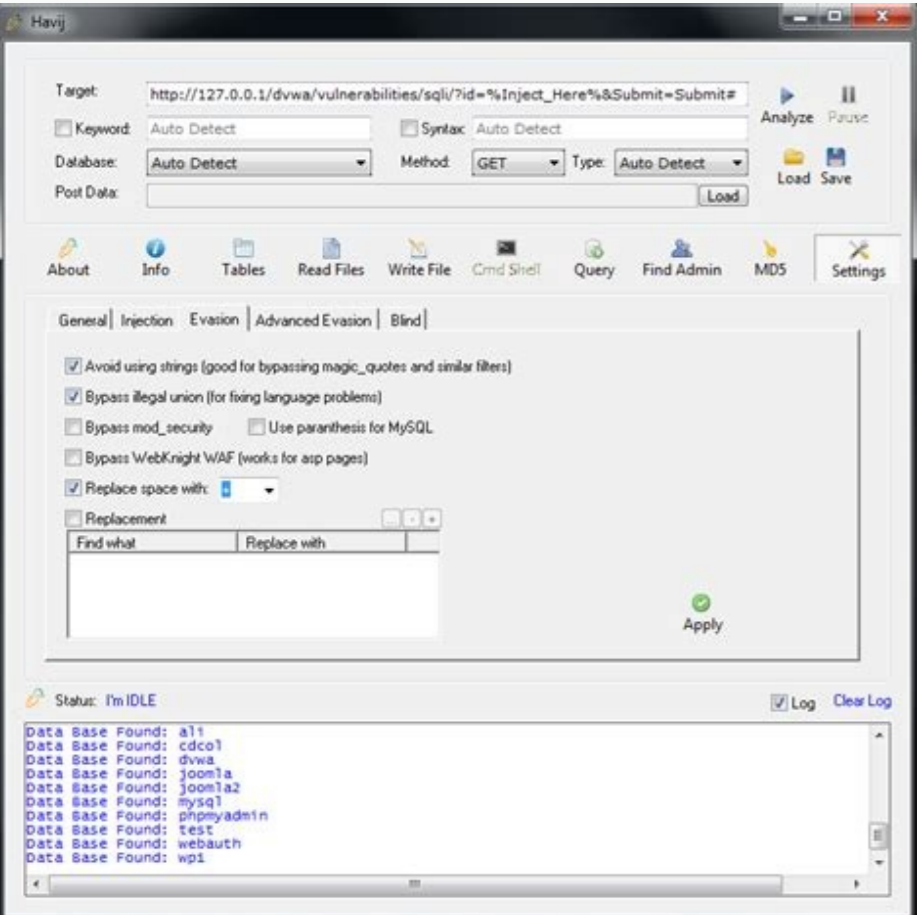 Havij
Target: http://127.0.0.1/dvwa/vulnerabilities/sqli/?id=%Inject_Here%&Submit=Submit#
Analyze Pause
Keyword: Auto Detect Syntax: Auto Detect
Database: Auto Detect Method: GET Type: Auto Detect
Load Save
Post Data: Load
About Info Tables Read Files Write File Cmd Shell Query Find Admin MD5 Settings
General Injection Evasion Advanced Evasion Blind
Avoid using strings (good for bypassing magic_quotes and similar filters)
Bypass illegal union (for fixing language problems)
Bypass mod_security Use paranthesis for MySQL
Bypass WebKnight WAF (works for asp pages)
Replace space with: +
Replacement
Find what Replace with
Apply
Status: I'm IDLE Log Clear Log
Data Base Found: ali
Data Base Found: cdcol
Data Base Found: dvwa
Data Base Found: joomla
Data Base Found: joomla2
Data Base Found: mysql
Data Base Found: phpmyadmin
Data Base Found: test
Data Base Found: webauth
Data Base Found: wp1